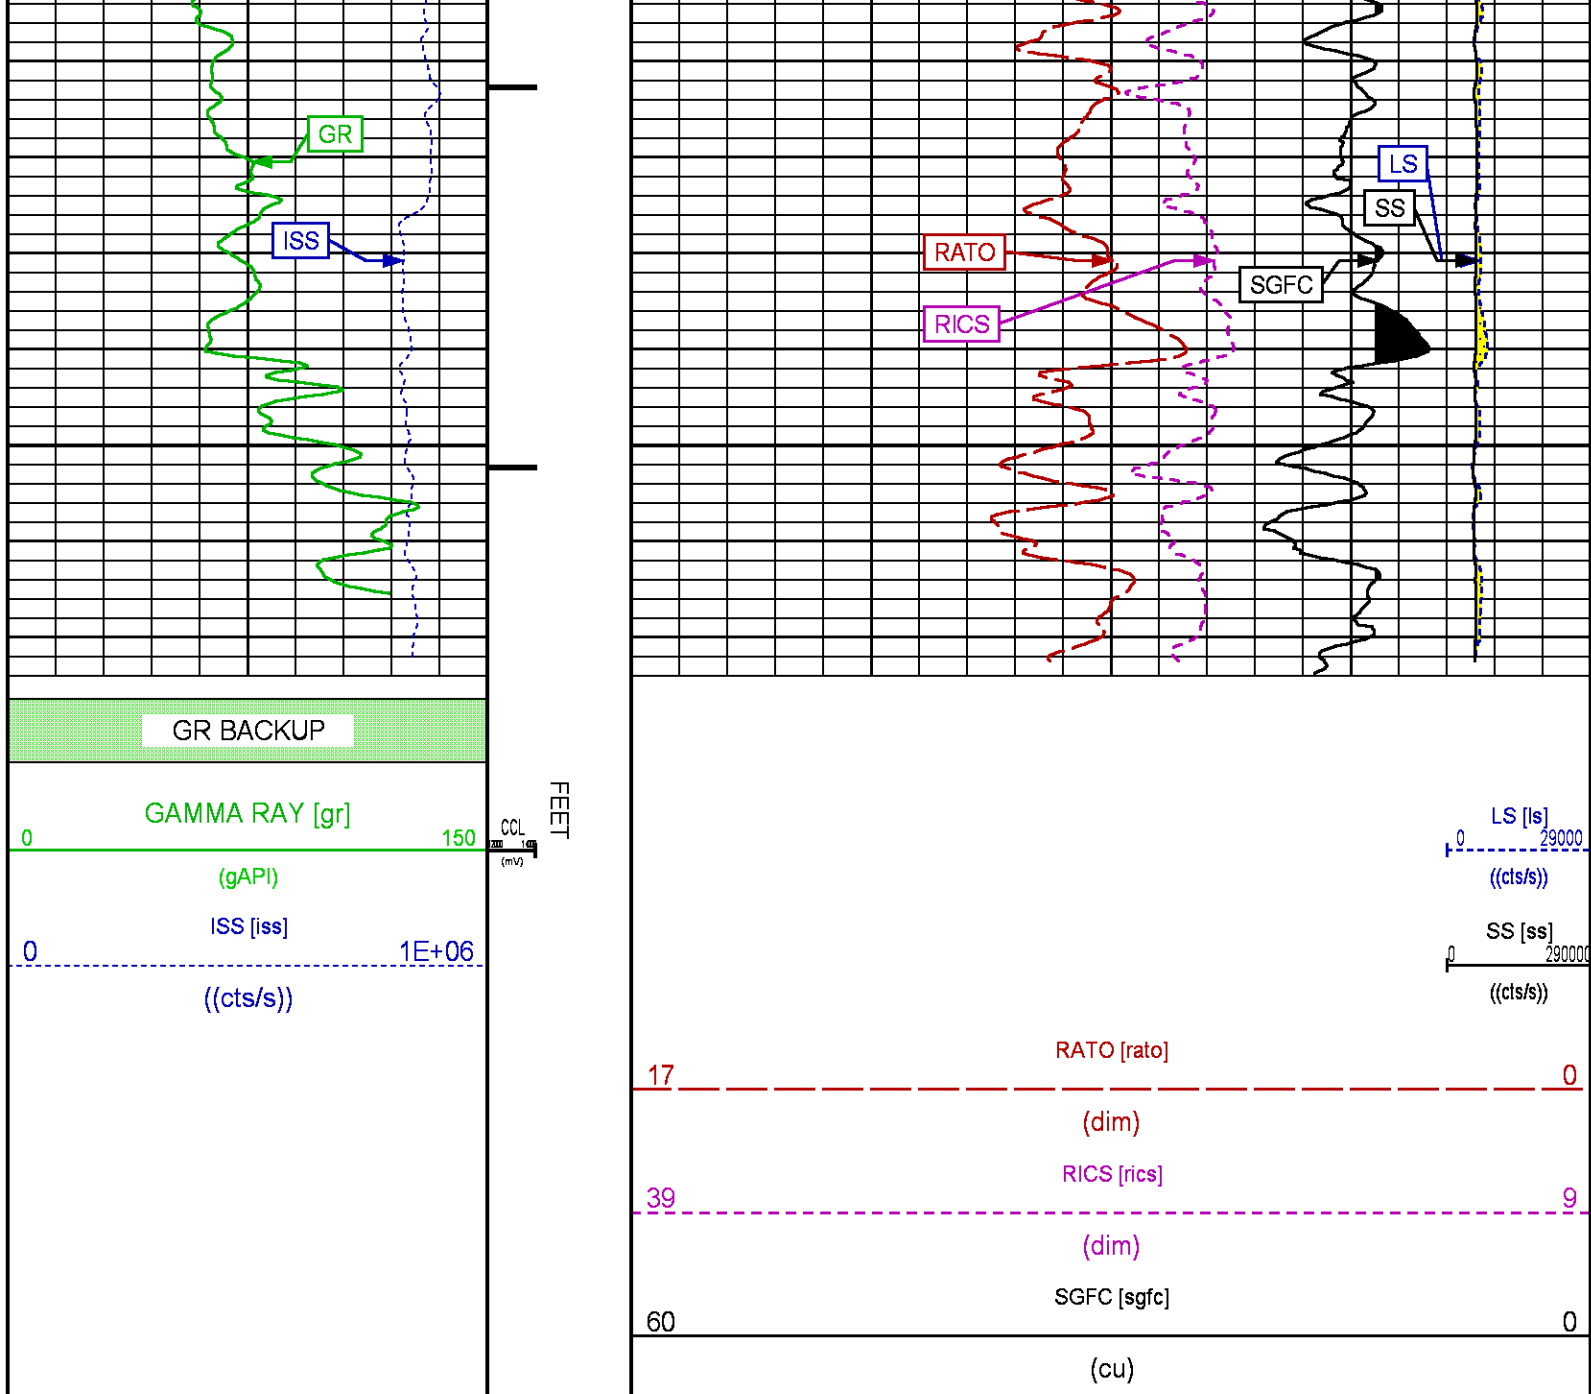 GR
LS
SS
ISS
RATO
SGFC
RICS
GR BACKUP
FEET
GAMMA RAY [gr]
0 150
(gAPI)
CCL
(mV)
ISS [iss]
0 1E+06
((cts/s))
LS [ls]
0 29000
((cts/s))
SS [ss]
0 290000
((cts/s))
RATO [rato]
17 0
(dim)
RICS [rics]
39 9
(dim)
SGFC [sgfc]
60 0
(cu)